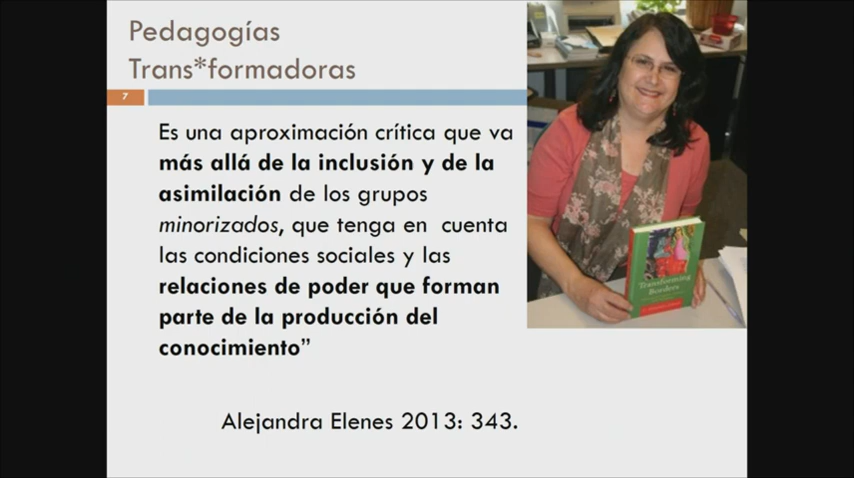 Pedagogías
Trans*formadoras
7
Es una aproximación crítica que va
más allá de la inclusión y de la
asimilación de los grupos
minorizados, que tenga en cuenta
las condiciones sociales y las
relaciones de poder que forman
parte de la producción del
conocimiento”
Alejandra Elenes 2013: 343.
Transforming
Borders